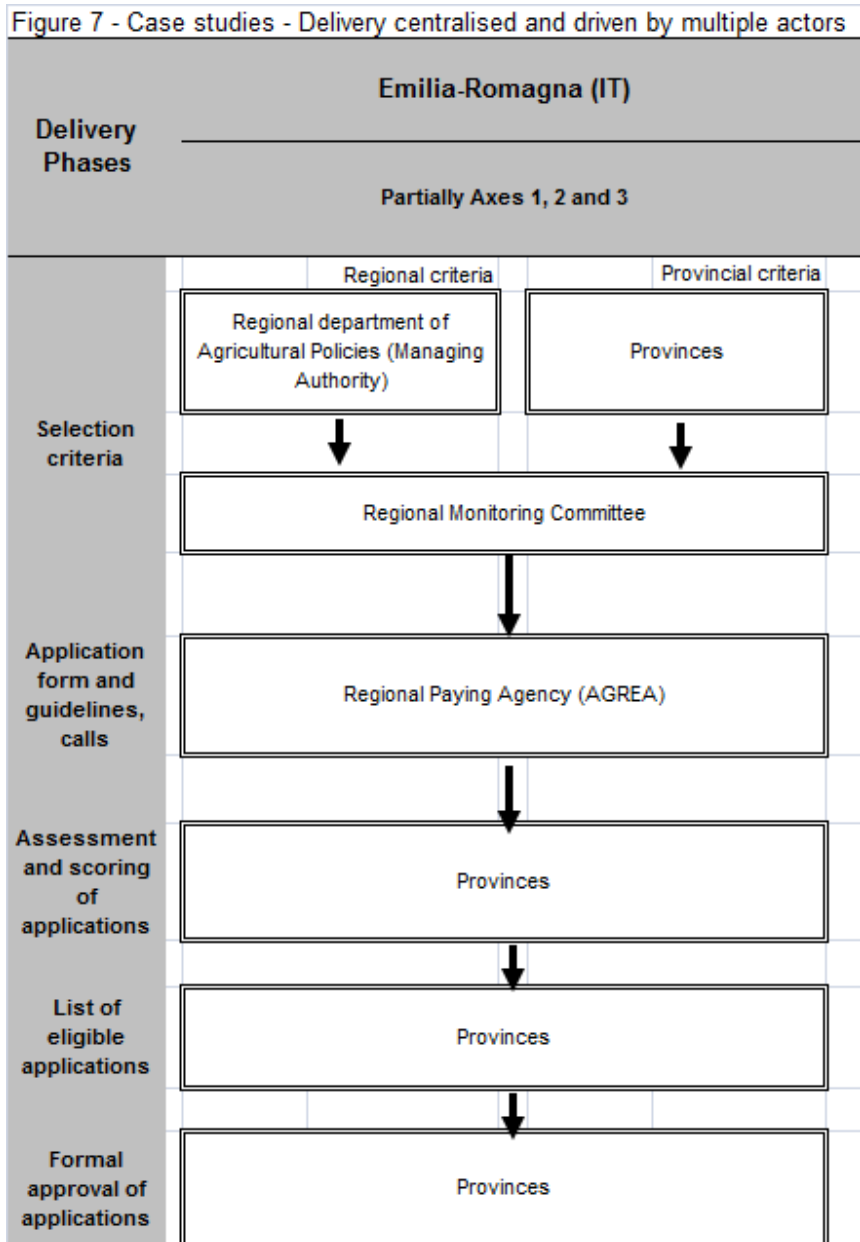 Figure 7 - Case studies - Delivery centralised and driven by multiple actors
Delivery
Phases
Emilia-Romagna (IT)
Partially Axes 1, 2 and 3
Selection
criteria
Regional criteria
Provincial criteria
Regional department of
Agricultural Policies (Managing
Authority)
Provinces
Regional Monitoring Committee
Application
form and
guidelines,
calls
Regional Paying Agency (AGREA)
Assessment
and scoring
of
applications
Provinces
List of
eligible
applications
Provinces
Formal
approval of
applications
Provinces